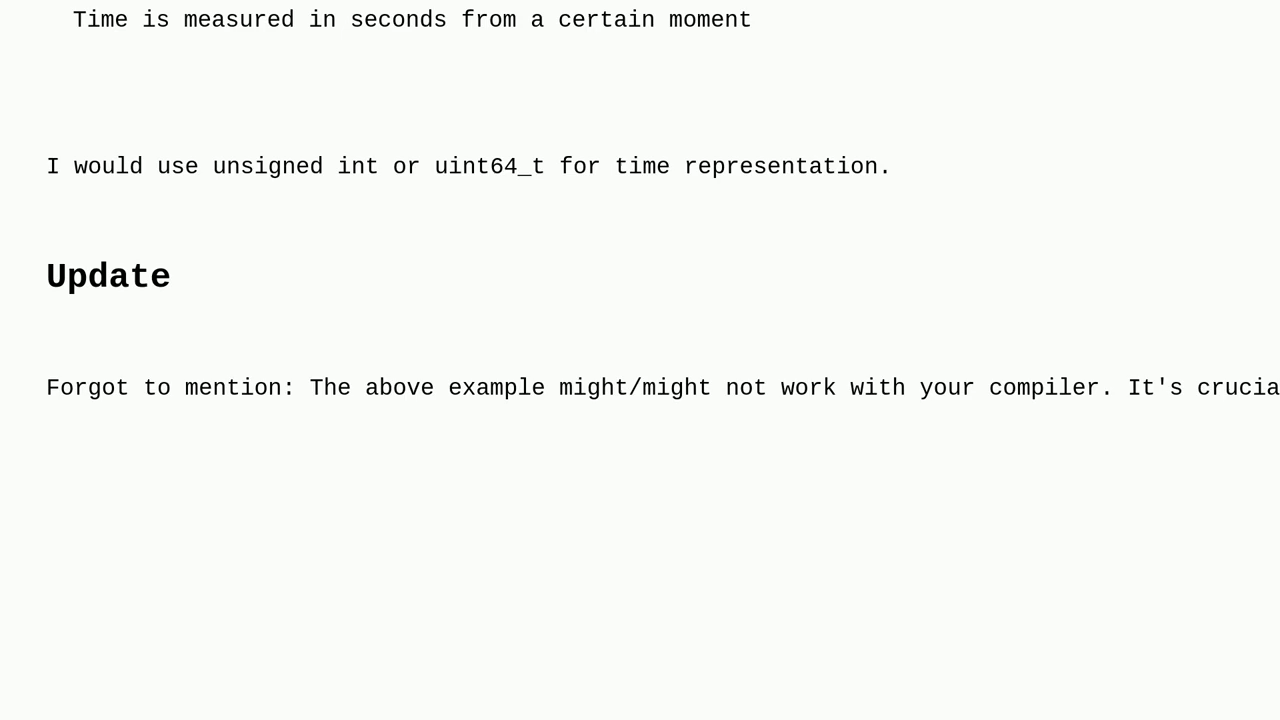 Time is measured in seconds from a certain moment
I would use unsigned int or uint64_t for time representation.
Update
Forgot to mention: The above example might/might not work with your compiler. It's crucia